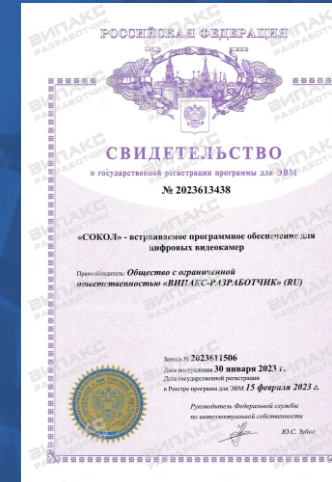 РОССИЙСКАЯ ФЕДЕРАЦИЯ
СВИДЕТЕЛЬСТВО
о государственной регистрации программы для ЭВМ
№ 2023613438
«СОКОЛ» - встраиваемое программное обеспечение для
цифровых видеокамер
Правообладатель: Общество с ограниченной
ответственностью «ВИПАКС-РАЗРАБОТЧИК» (RU)
Заявка № 2023611506
Дата поступления 30 января 2023 г.
Дата государственной регистрации
в Реестре программ для ЭВМ 15 февраля 2023 г.
Руководитель Федеральной службы
по интеллектуальной собственности
Ю.С. Зубов